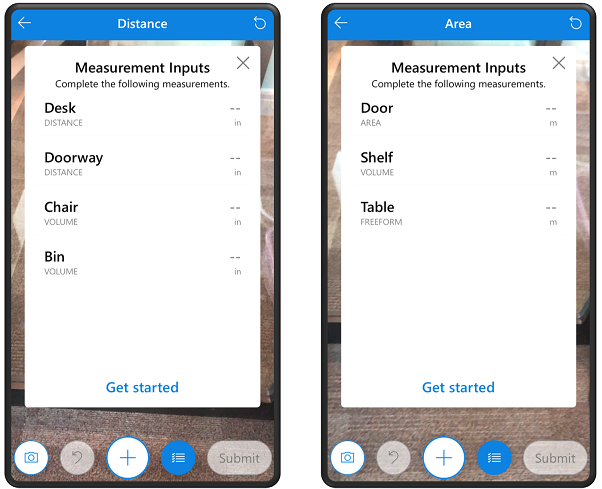 Distance
Measurement Inputs
Complete the following measurements.
Desk --
DISTANCE in
Doorway --
DISTANCE in
Chair --
VOLUME in
Bin --
VOLUME in
Get started
Submit
Area
Measurement Inputs
Complete the following measurements.
Door --
AREA m
Shelf --
VOLUME m
Table --
FREEFORM m
Get started
Submit